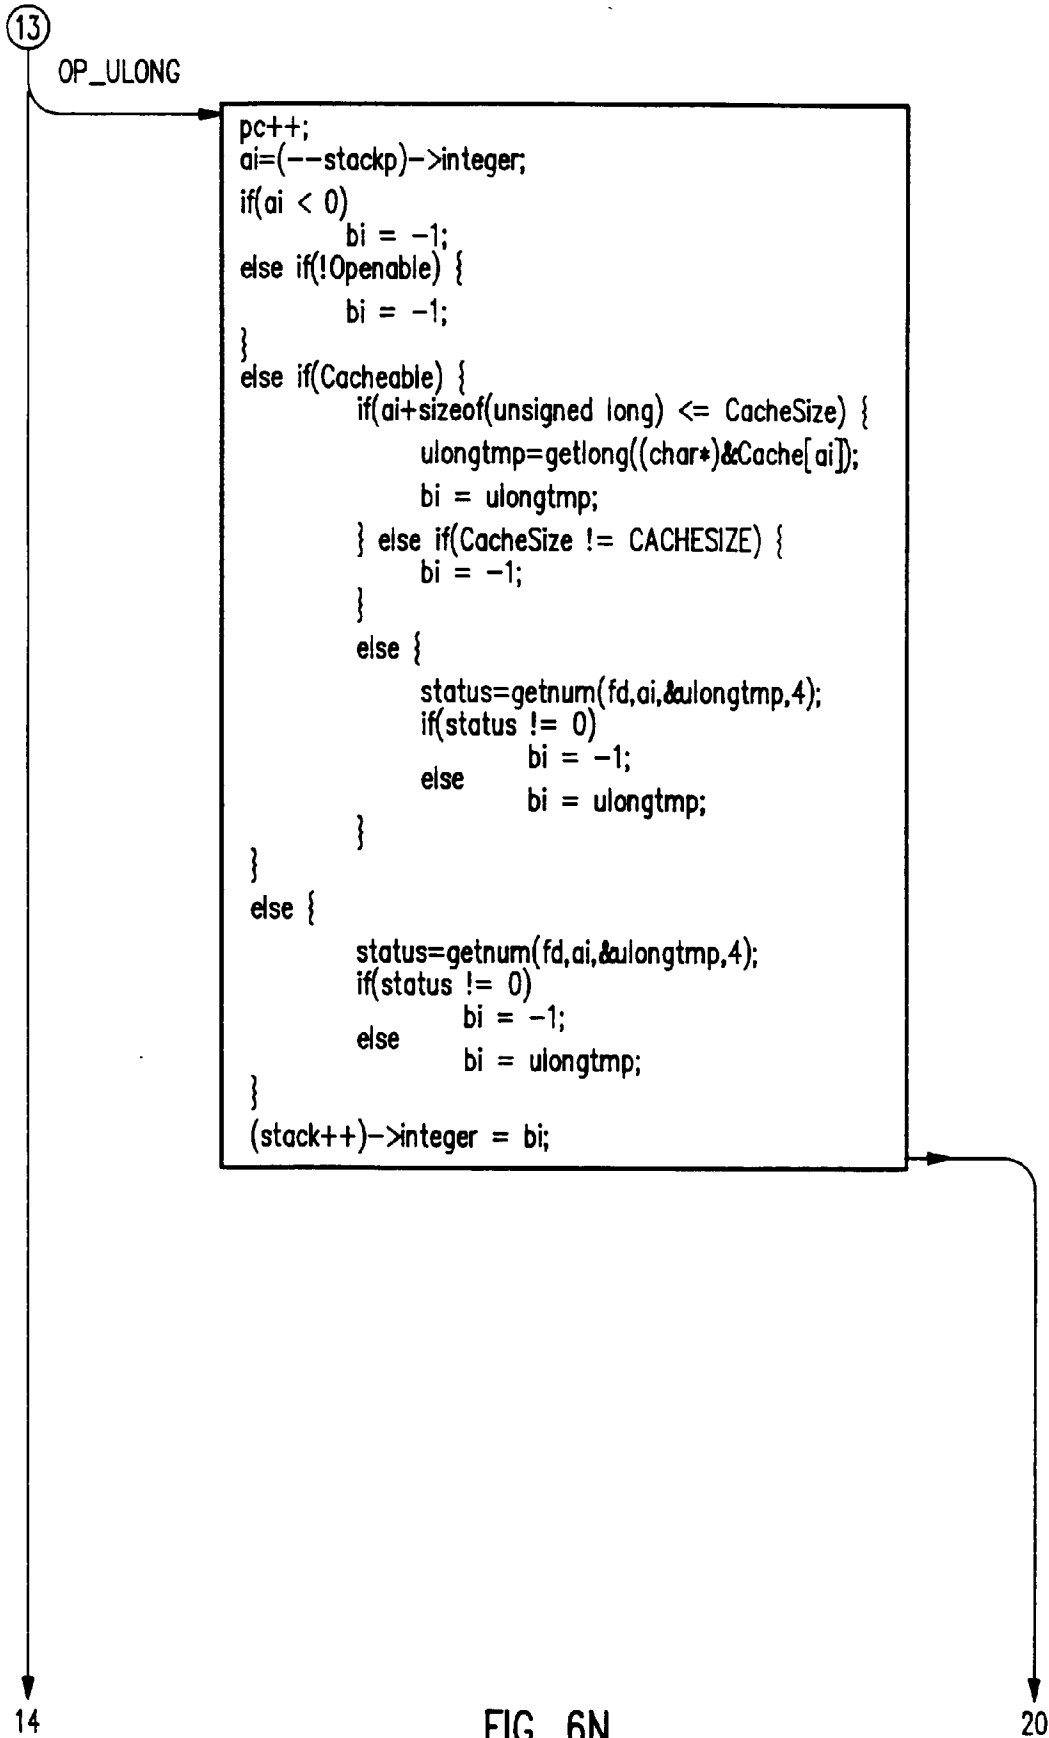 13
OP_ULONG
pc++;
ai=(--stackp)->integer;
if(ai < 0)
bi = -1;
else if(!Openable) {
bi = -1;
}
else if(Cacheable) {
if(ai+sizeof(unsigned long) <= CacheSize) {
ulongtmp=getlong((char*)&Cache[ai]);
bi = ulongtmp;
} else if(CacheSize != CACHESIZE) {
bi = -1;
}
else {
status=getnum(fd,ai,&ulongtmp,4);
if(status != 0)
bi = -1;
else
bi = ulongtmp;
}
}
else {
status=getnum(fd,ai,&ulongtmp,4);
if(status != 0)
bi = -1;
else
bi = ulongtmp;
}
(stack++)->integer = bi;
14
FIG. 6N
20